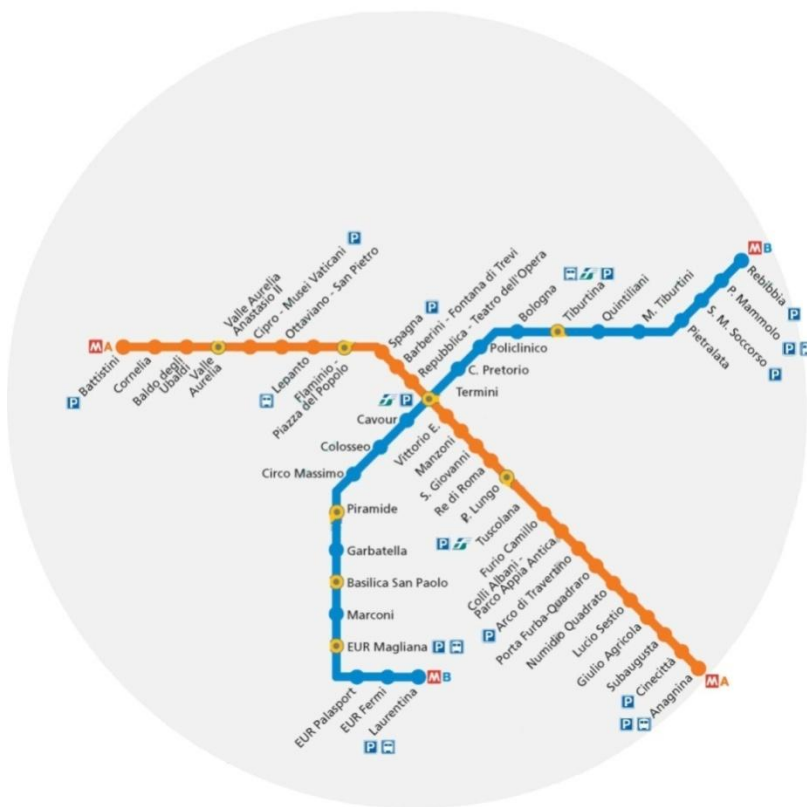 M A
Battistini
P
Cornelia
Baldo degli
Ubaldi
Valle
Aurelia
Valle Aurelia
Anastasio II
Cipro - Musei Vaticani
P
Ottaviano - San Pietro
Lepanto
Flaminio -
Piazza del Popolo
Spagna
P
Barberini - Fontana di Trevi
Repubblica - Teatro dell'Opera
Termini
P
Vittorio E.
Manzoni
S. Giovanni
Re di Roma
P. Lungo
Tuscolana
P
Furio Camillo
Colli Albani -
Parco Appia Antica
Arco di Travertino
P
Porta Furba-Quadraro
Numidio Quadrato
Lucio Sestio
Giulio Agricola
Subaugusta
Cinecittà
P
Anagnina
P
M A
M B
Rebibbia
P
P. Mammolo
P
S. M. Soccorso
P
Pietralata
M. Tiburtini
Quintiliani
Tiburtina
P
Bologna
Policlinico
C. Pretorio
Cavour
Colosseo
Circo Massimo
Piramide
Garbatella
Basilica San Paolo
Marconi
EUR Magliana
P
EUR Palasport
EUR Fermi
Laurentina
P
M B